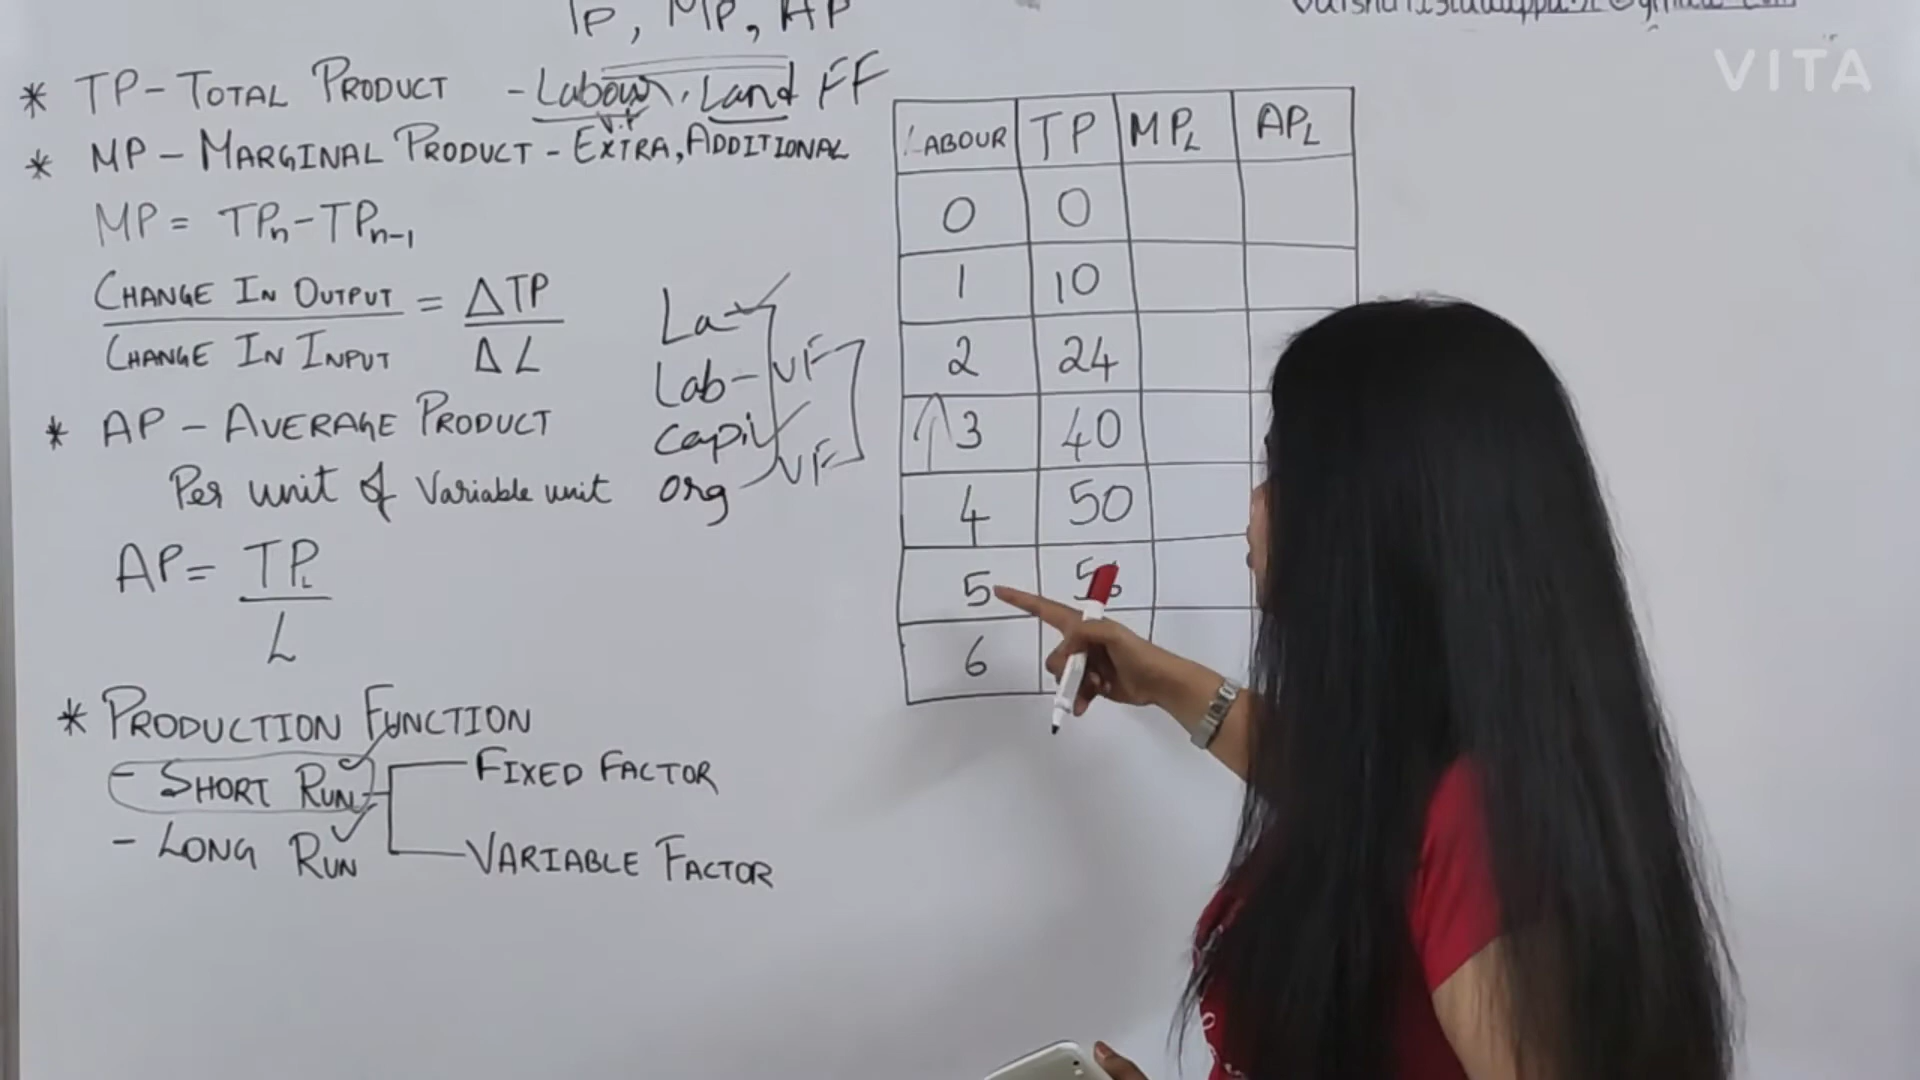 TP, MP, AP
VITA
* TP - TOTAL PRODUCT - Labour, Land FF
V.F
* MP - MARGINAL PRODUCT - EXTRA, ADDITIONAL
MP = TPn - TPn-1
CHANGE IN OUTPUT = ΔTP
CHANGE IN INPUT ΔL
* AP - AVERAGE PRODUCT
Per unit of Variable unit
AP = TPL
L
La
Lab - VF
Capi
org VF
* PRODUCTION FUNCTION
- SHORT RUN FIXED FACTOR
- LONG RUN VARIABLE FACTOR
LABOUR TP MPL APL
0 0
1 10
2 24
3 40
4 50
5
6